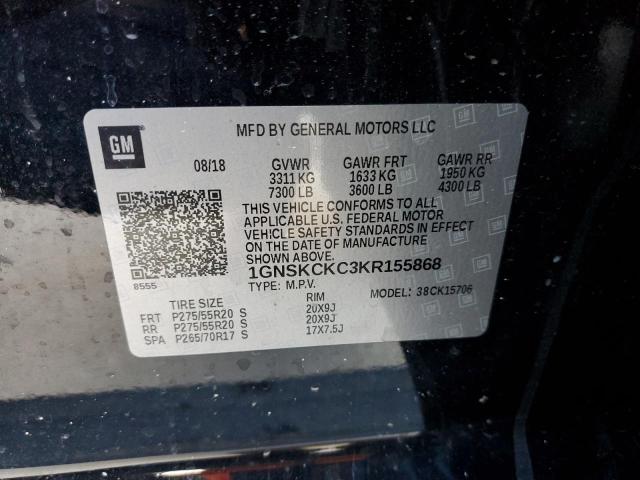 GM
MFD BY GENERAL MOTORS LLC
08/18 GVWR GAWR FRT GAWR RR
3311 KG 1633 KG 1950 KG
7300 LB 3600 LB 4300 LB
THIS VEHICLE CONFORMS TO ALL
APPLICABLE U.S. FEDERAL MOTOR
VEHICLE SAFETY STANDARDS
IN EFFECT ON THE DATE OF MANUFACTURE
SHOWN ABOVE.
8555
1GNSKCKC3KR155868
TYPE: M.P.V. MODEL: 38CK15706
TIRE SIZE RIM
FRT P275/55R20 S 20X9J
RR P275/55R20 S 20X9J
SPA P265/70R17 S 17X7.5J